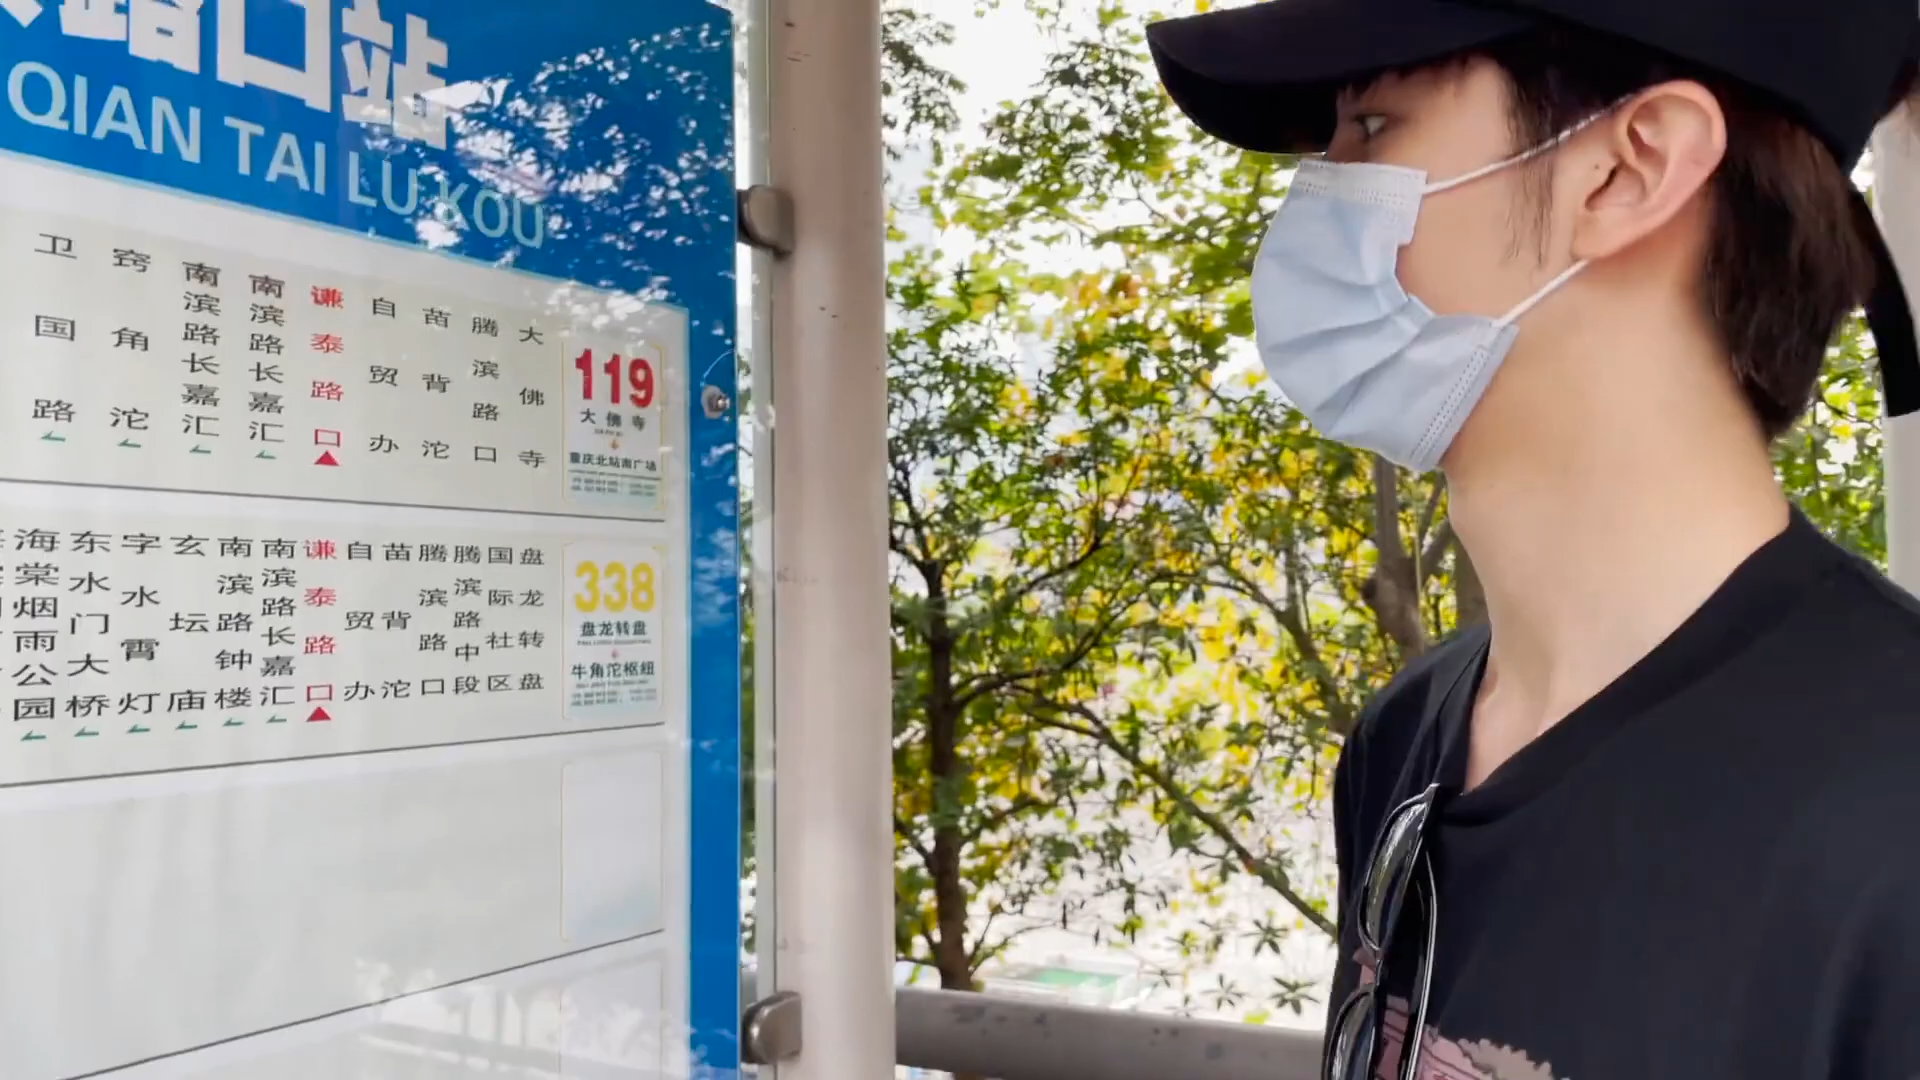 路口站
QIAN TAI LU KOU
卫国路
窍角沱
南滨路长嘉汇
南滨路长嘉汇
谦泰路口
自贸办
苗背沱
腾滨路口
大佛寺
119
大佛寺
重庆北站南广场
海棠烟雨公园
东水门大桥
字水霄灯
玄坛庙
南滨路钟楼
南滨路长嘉汇
谦泰路口
自贸办
苗背沱
腾滨路口
腾滨路中段
国际社区
盘龙转盘
338
盘龙转盘
牛角沱枢纽